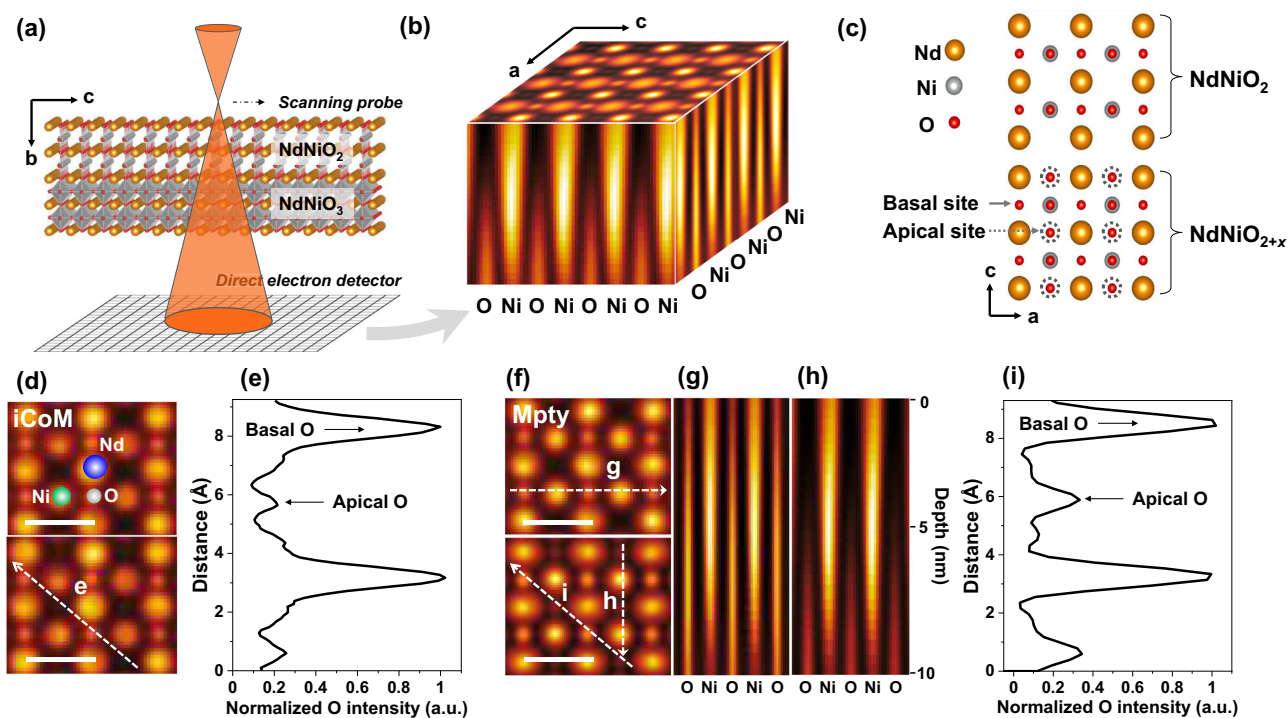 (a)
c
b
Scanning probe
NdNiO2
NdNiO3
Direct electron detector
(b)
c
a
O Ni O Ni O Ni O Ni
O Ni O Ni O Ni
(c)
Nd
Ni
O
NdNiO2
Basal site
Apical site
NdNiO2+x
c
a
(d)
iCoM
Nd
Ni
O
e
(e)
Basal O
Apical O
Distance (Å)
8
6
4
2
0
0 0.2 0.4 0.6 0.8 1
Normalized O intensity (a.u.)
(f)
Mpty
g
i
h
(g)
O Ni O Ni O
(h)
O Ni O Ni O
0
5
10
Depth (nm)
(i)
Basal O
Apical O
Distance (Å)
8
6
4
2
0
0 0.2 0.4 0.6 0.8 1
Normalized O intensity (a.u.)